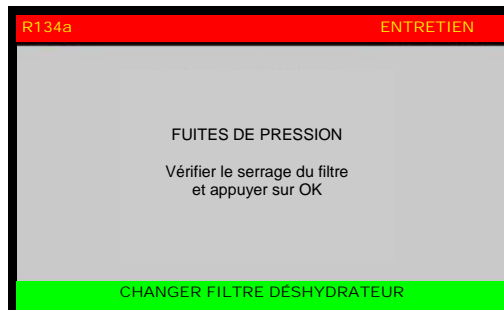 R134a ENTRETIEN
FUITES DE PRESSION
Vérifier le serrage du filtre
et appuyer sur OK
CHANGER FILTRE DÉSHYDRATEUR